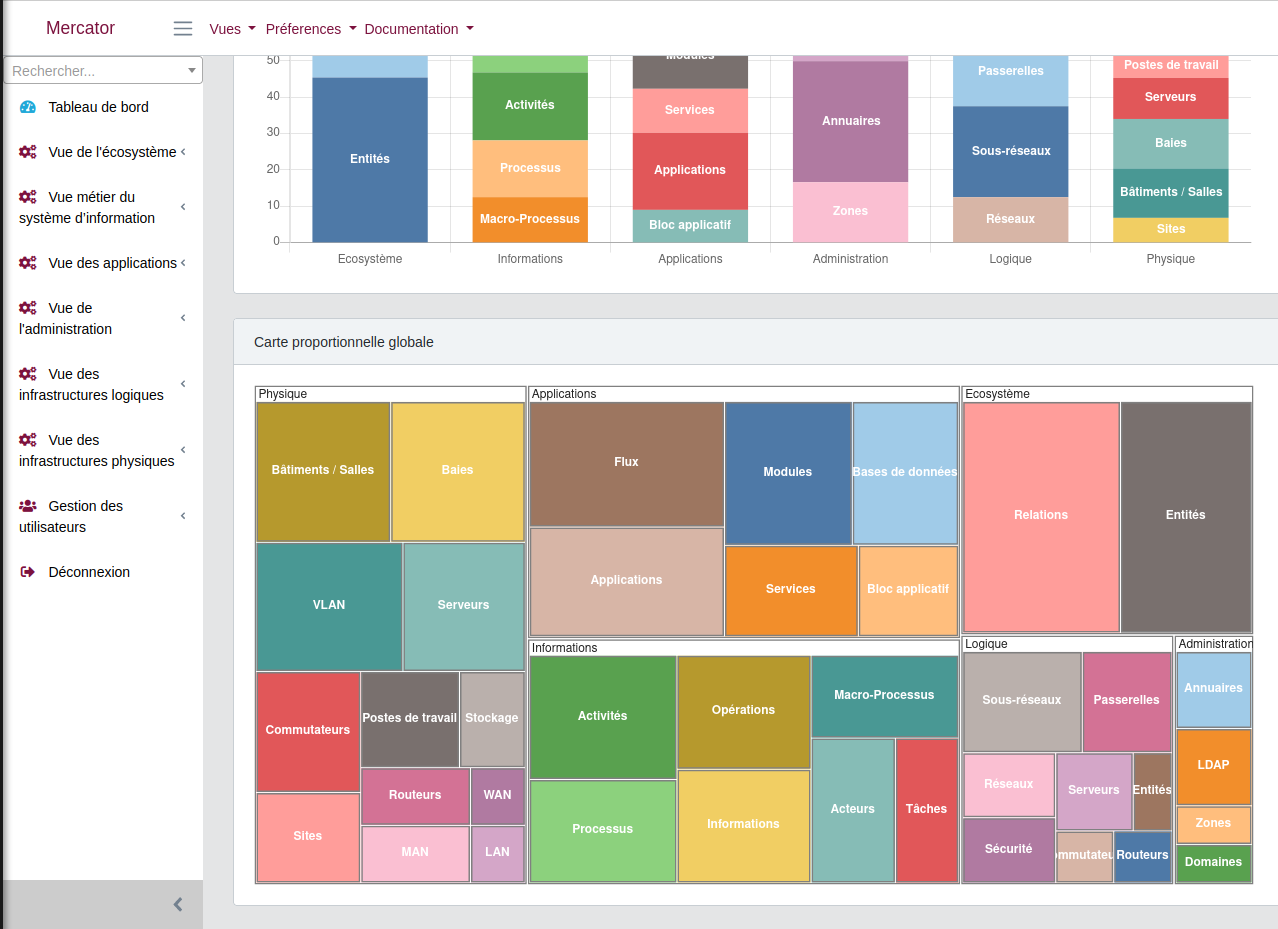 Mercator
Vues
Préferences
Documentation
Rechercher...
Tableau de bord
Vue de l'écosystème
Vue métier du
système d'information
Vue des applications
Vue de
l'administration
Vue des
infrastructures logiques
Vue des
infrastructures physiques
Gestion des
utilisateurs
Déconnexion
50
40
30
20
10
0
Entités
Activités
Processus
Macro-Processus
Modules
Services
Applications
Bloc applicatif
Annuaires
Zones
Passerelles
Sous-réseaux
Réseaux
Postes de travail
Serveurs
Baies
Bâtiments / Salles
Sites
Ecosystème
Informations
Applications
Administration
Logique
Physique
Carte proportionnelle globale
Physique
Bâtiments / Salles
Baies
VLAN
Serveurs
Commutateurs
Postes de travail
Stockage
Routeurs
WAN
Sites
MAN
LAN
Applications
Flux
Modules
Bases de données
Applications
Services
Bloc applicatif
Informations
Activités
Opérations
Macro-Processus
Processus
Informations
Acteurs
Tâches
Ecosystème
Relations
Entités
Logique
Sous-réseaux
Passerelles
Réseaux
Serveurs
Entités
Sécurité
mmutateu
Routeurs
Administration
Annuaires
LDAP
Zones
Domaines